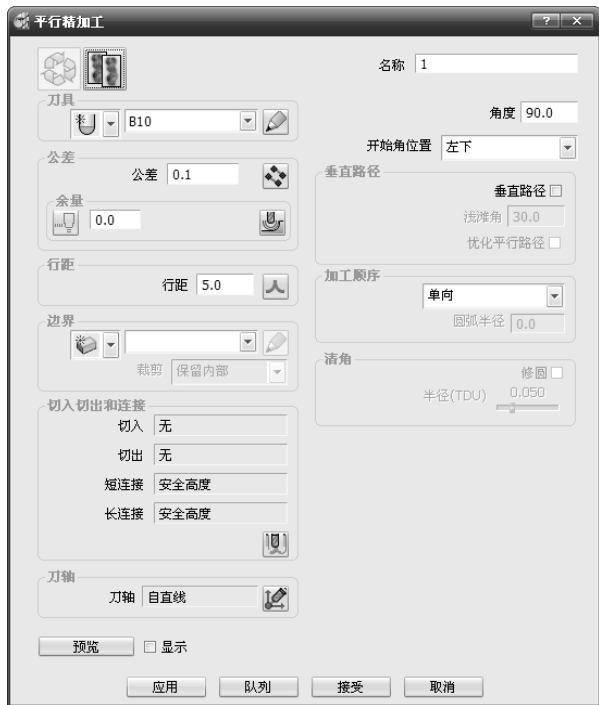 平行精加工
名称 1
刀具
B10
角度 90.0
开始角位置 左下
公差
公差 0.1
余量
0.0
垂直路径
垂直路径
浅滩角 30.0
优化平行路径
行距
行距 5.0
加工顺序
单向
圆弧半径 0.0
边界
裁剪 保留内部
清角
修圆
半径(TDU) 0.050
切入切出和连接
切入 无
切出 无
短连接 安全高度
长连接 安全高度
刀轴
刀轴 自直线
预览 显示
应用 队列 接受 取消